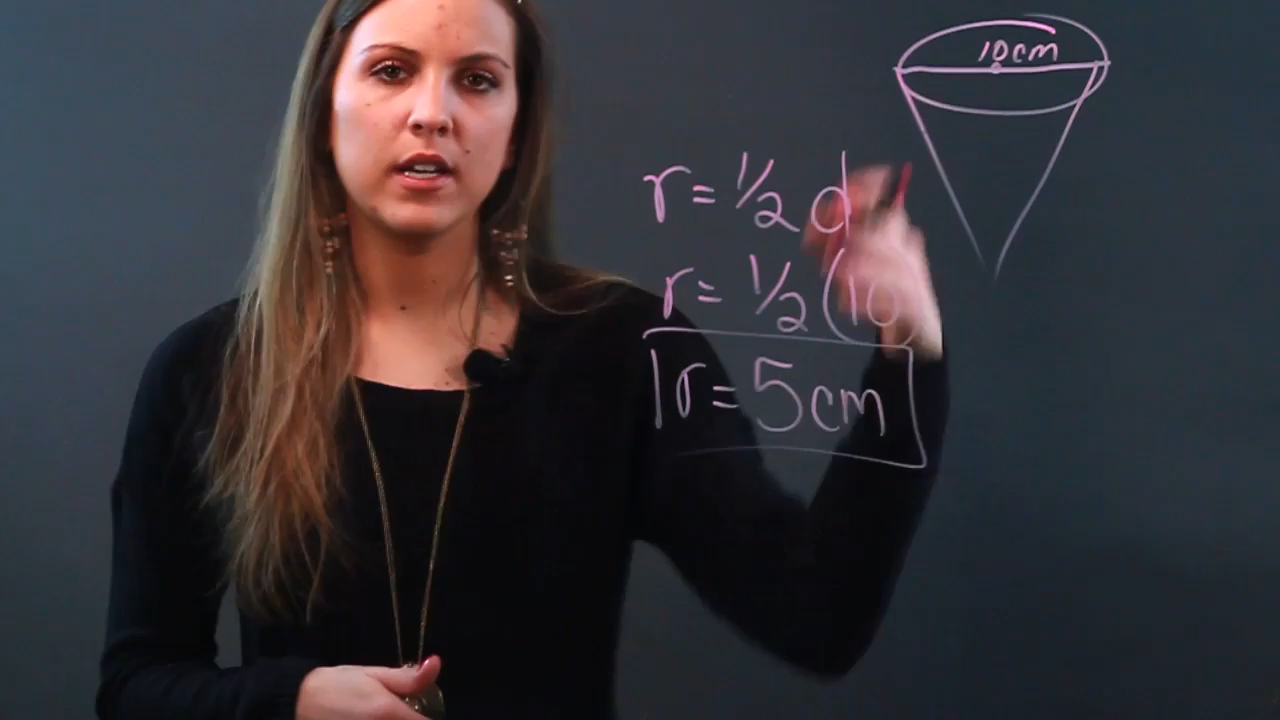 10cm
r = 1/2 d
r = 1/2 (10)
r = 5cm